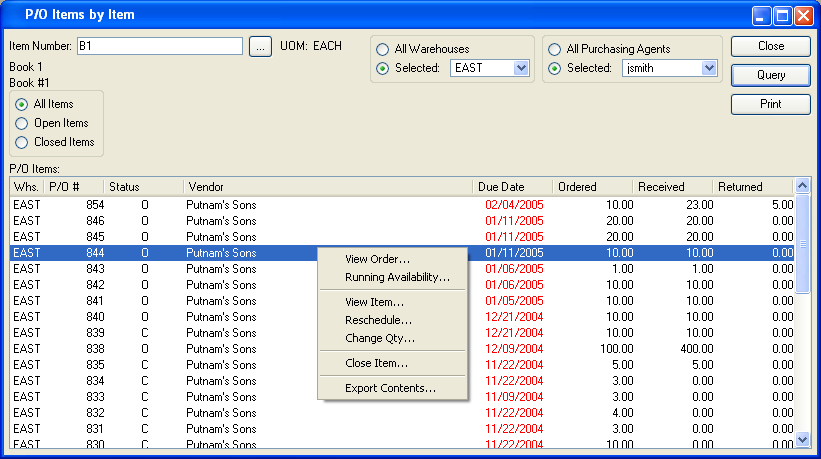 P/O Items by Item
Item Number: B1 ... UOM: EACH
Book 1
Book #1
All Warehouses
Selected: EAST
All Purchasing Agents
Selected: jsmith
Close
Query
Print
All Items
Open Items
Closed Items
P/O Items:
Whs. P/O # Status Vendor Due Date Ordered Received Returned
EAST 854 O Putnam's Sons 02/04/2005 10.00 23.00 5.00
EAST 846 O Putnam's Sons 01/11/2005 20.00 20.00 0.00
EAST 845 O Putnam's Sons 01/11/2005 20.00 20.00 0.00
EAST 844 O Putnam's Sons 01/11/2005 10.00 10.00 0.00
EAST 843 O Putnam's Sons 01/06/2005 1.00 1.00 0.00
EAST 842 O Putnam's Sons 01/06/2005 10.00 10.00 0.00
EAST 841 O Putnam's Sons 01/05/2005 10.00 10.00 0.00
EAST 840 O Putnam's Sons 12/21/2004 10.00 10.00 0.00
EAST 839 C Putnam's Sons 12/21/2004 10.00 10.00 0.00
EAST 838 O Putnam's Sons 12/09/2004 100.00 400.00 0.00
EAST 835 C Putnam's Sons 11/22/2004 5.00 5.00 0.00
EAST 834 C Putnam's Sons 11/22/2004 3.00 0.00 0.00
EAST 833 C Putnam's Sons 11/09/2004 3.00 0.00 0.00
EAST 832 C Putnam's Sons 11/22/2004 4.00 0.00 0.00
EAST 831 C Putnam's Sons 11/22/2004 3.00 0.00 0.00
EAST 830 C Putnam's Sons 11/22/2004 10.00 10.00 0.00
View Order...
Running Availability...
View Item...
Reschedule...
Change Qty...
Close Item...
Export Contents...